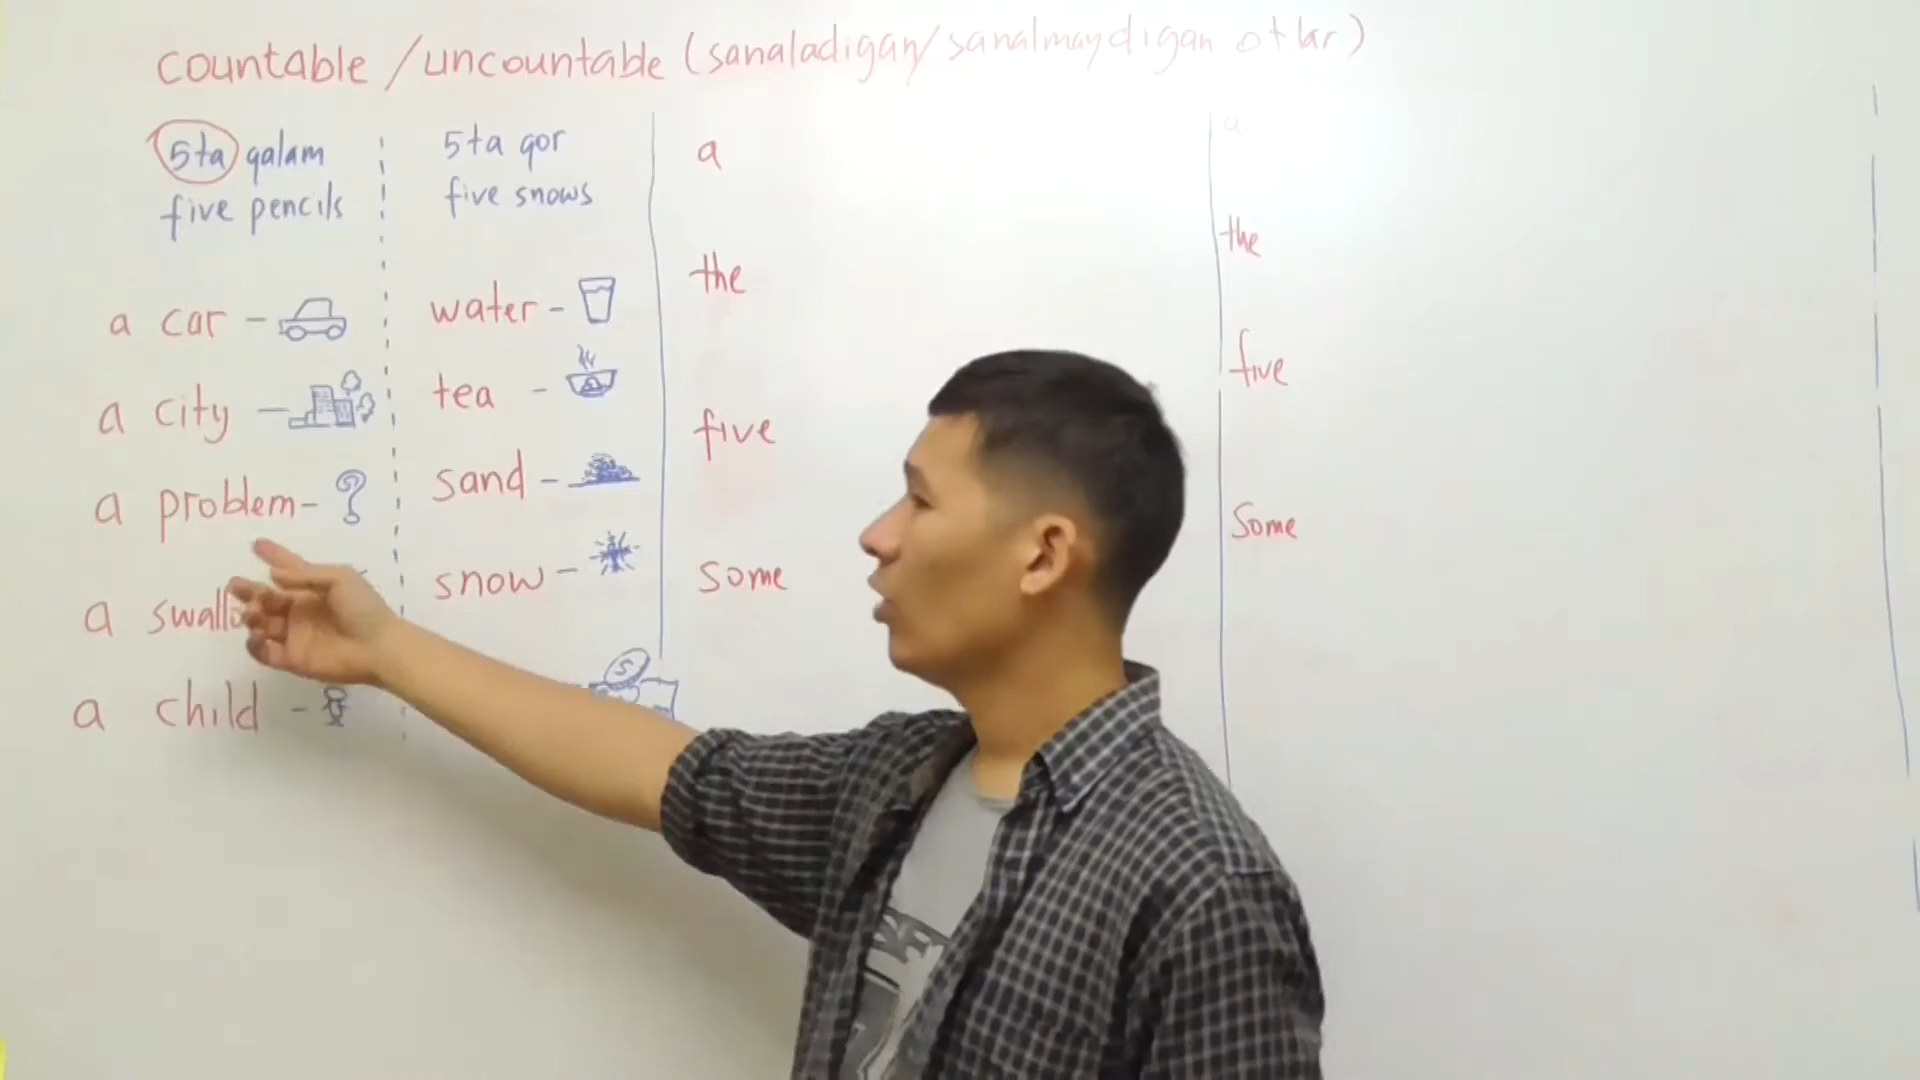 countable / uncountable (sanaladigan/sanalmaydigan otlar)
5ta qalam
five pencils
a car -
a city -
a problem -
a
a child -
5ta qor
five snows
water -
tea -
sand -
snow -
a
the
five
some
a
the
five
Some